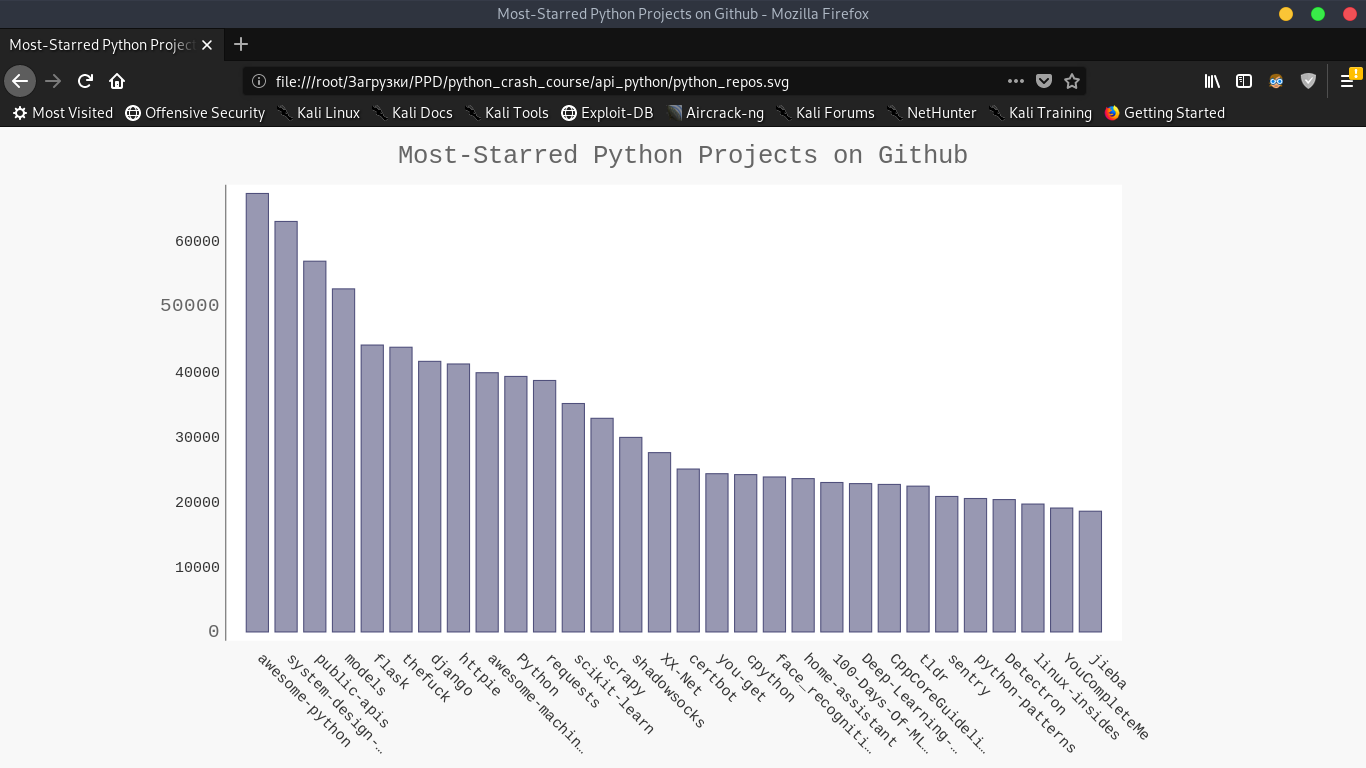 Most-Starred Python Projects on Github - Mozilla Firefox
Most-Starred Python Project
file:///root/Загрузки/PPD/python_crash_course/api_python/python_repos.svg
Most Visited Offensive Security Kali Linux Kali Docs Kali Tools Exploit-DB Aircrack-ng Kali Forums NetHunter Kali Training Getting Started
Most-Starred Python Projects on Github
60000
50000
40000
30000
20000
10000
0
awesome-python
system-design-…
public-apis
models
flask
thefuck
django
httpie
awesome-machin…
Python
requests
scikit-learn
scrapy
shadowsocks
XX-Net
certbot
you-get
cpython
face_recogniti…
home-assistant
100-Days-Of-ML…
Deep-Learning-…
CppCoreGuideli…
tldr
sentry
python-patterns
Detectron
linux-insides
YouCompleteMe
jieba